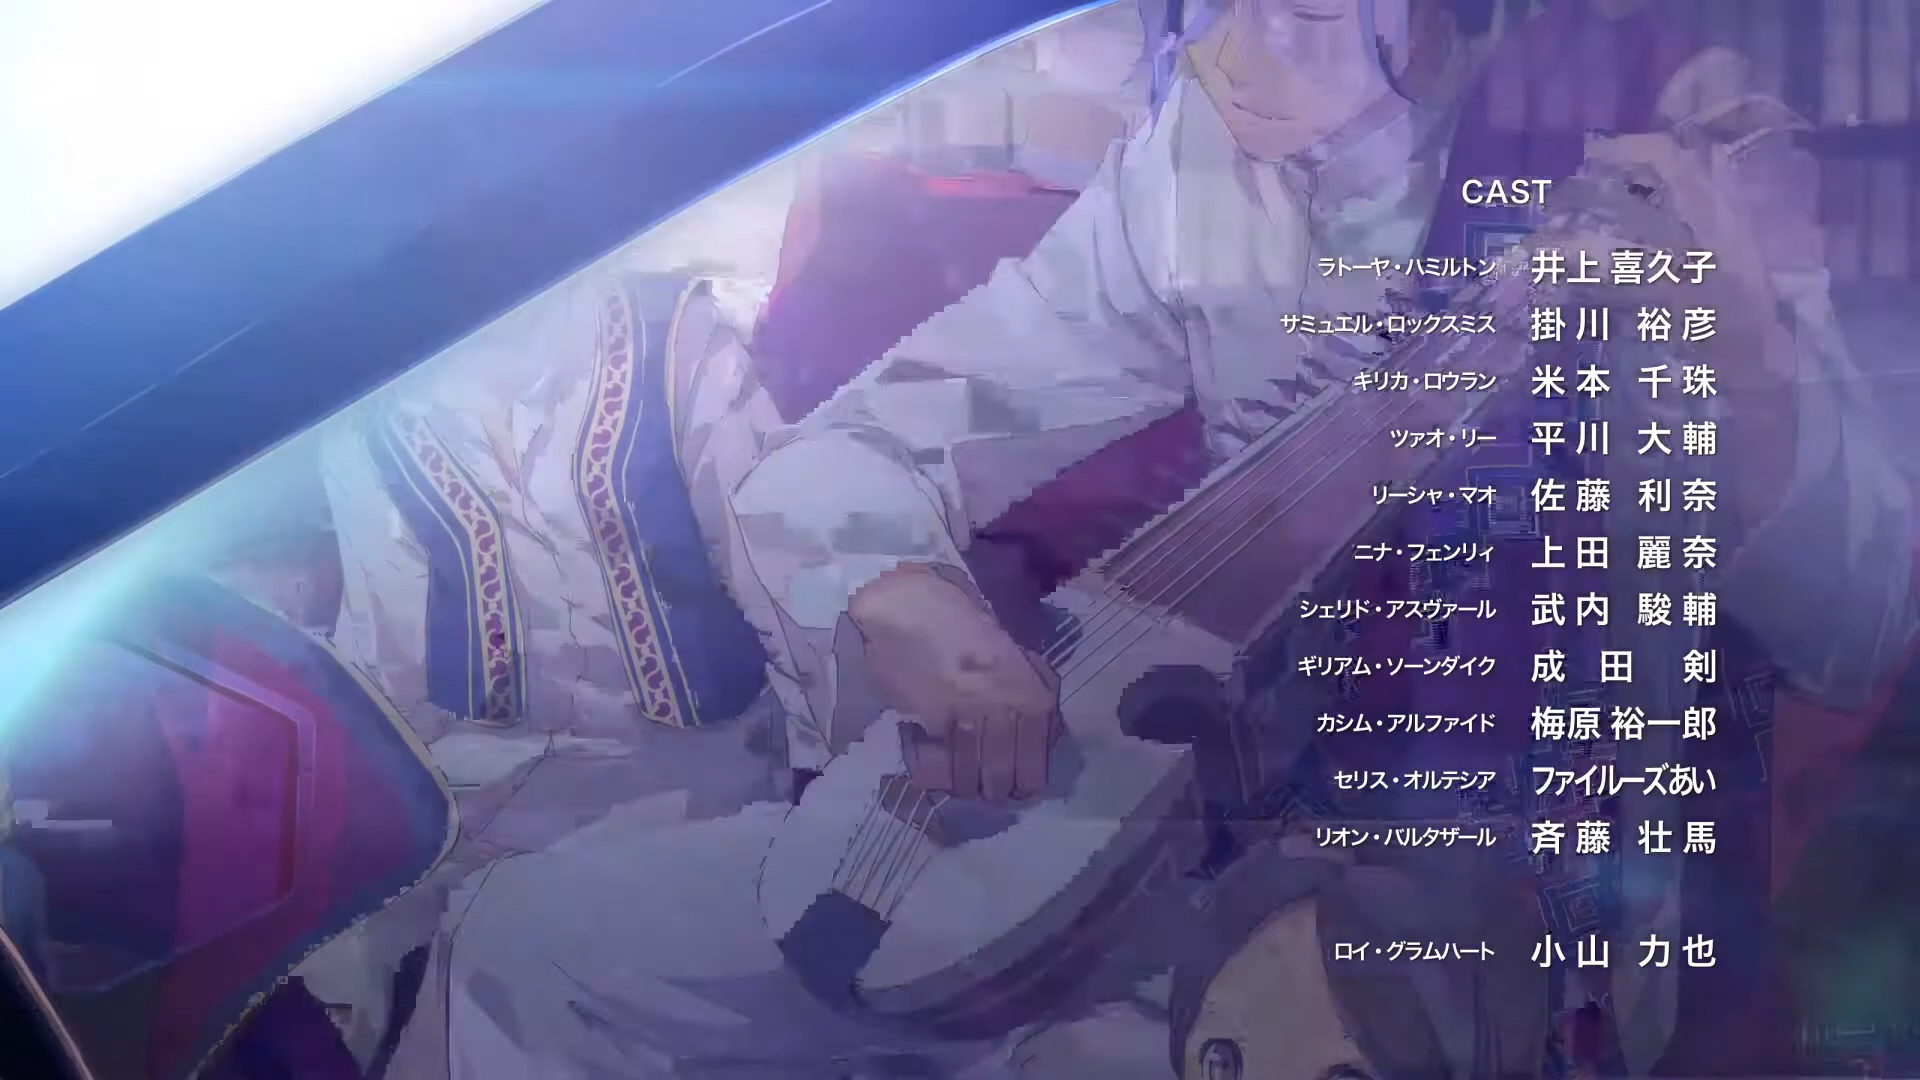 CAST
ラトーヤ・ハミルトン 井上 喜久子
サミュエル・ロックスミス 掛川 裕彦
キリカ・ロウラン 米本 千珠
ツァオ・リー 平川 大輔
リーシャ・マオ 佐藤 利奈
ニナ・フェンリィ 上田 麗奈
シェリド・アスヴァール 武内 駿輔
ギリアム・ソーンダイク 成田 剣
カシム・アルファイド 梅原 裕一郎
セリス・オルテシア ファイルーズあい
リオン・バルタザール 斉藤 壮馬
ロイ・グラムハート 小山 力也